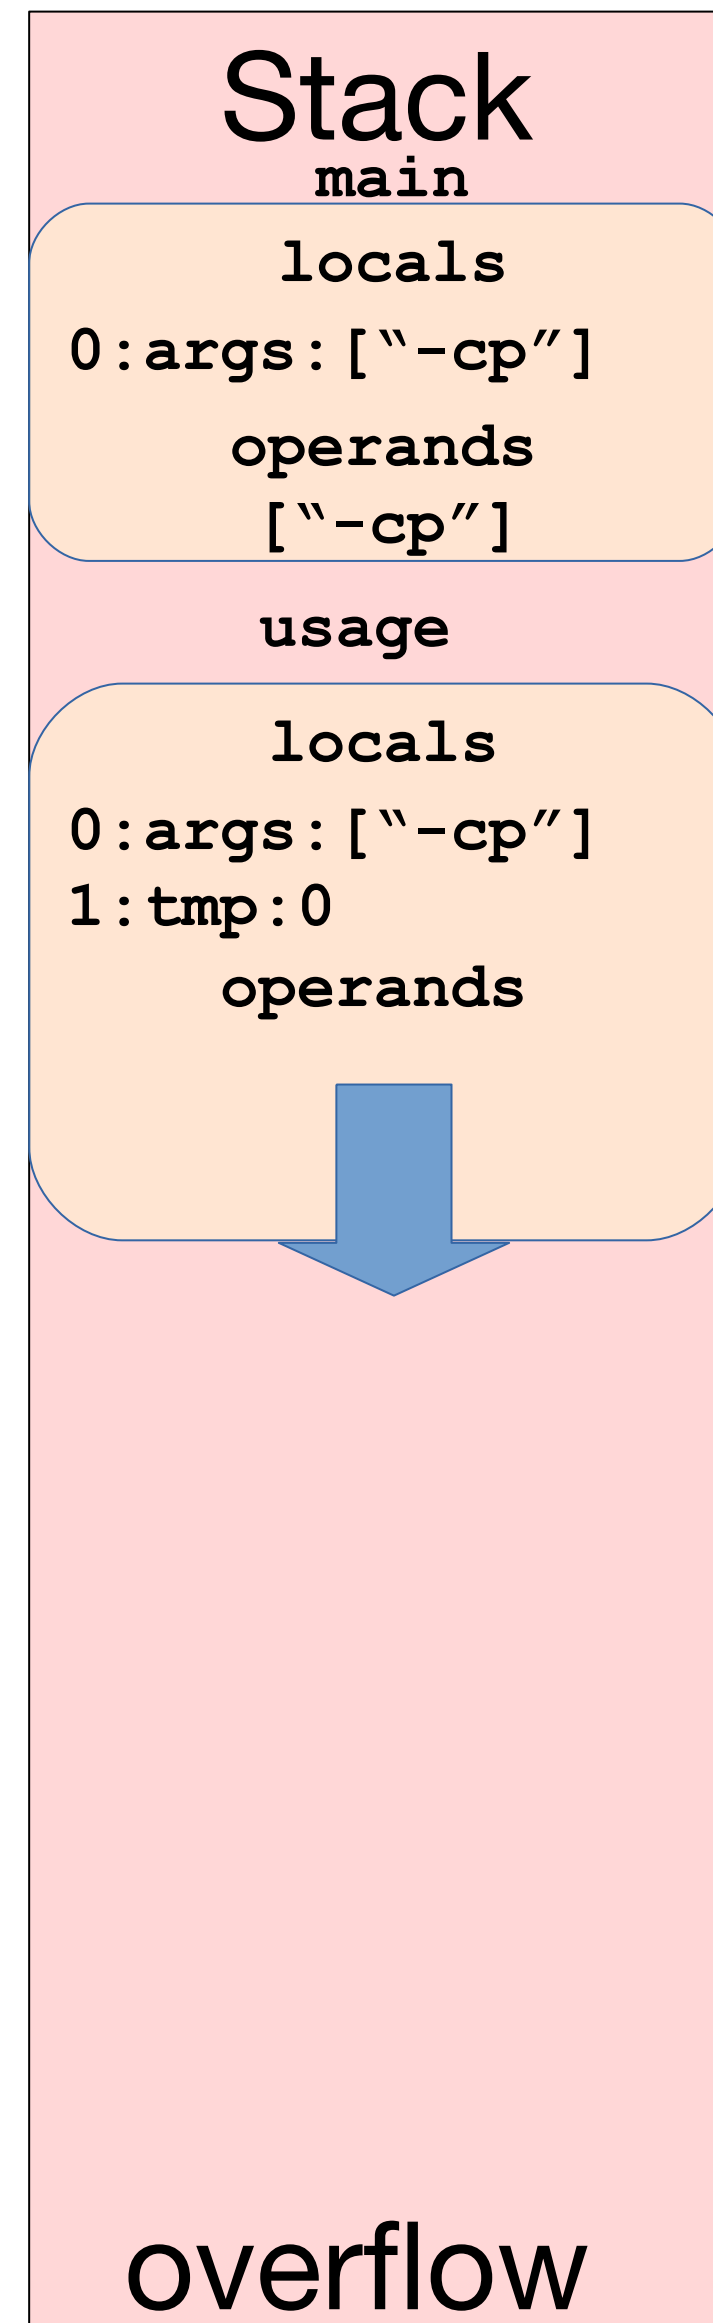 Stack
main
locals
0:args:[“-cp”]
operands
[“-cp”]
usage
locals
0:args:[“-cp”]
1:tmp:0
operands
overflow